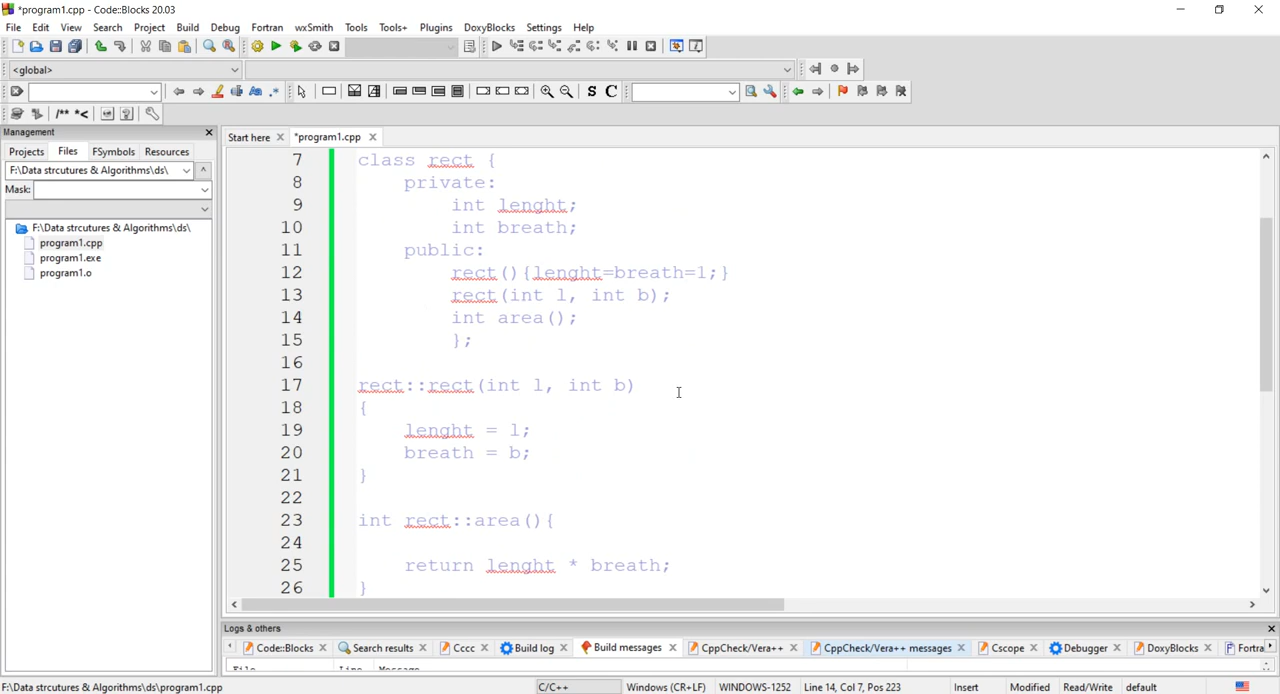 *program1.cpp - Code::Blocks 20.03
File Edit View Search Project Build Debug Fortran wxSmith Tools Tools+ Plugins DoxyBlocks Settings Help
<global>
/** *< 
S C
Management
Start here *program1.cpp
Projects Files FSymbols Resources
F:\Data strcutures & Algorithms\ds\
Mask:
F:\Data strcutures & Algorithms\ds\
program1.cpp
program1.exe
program1.o
7 class rect {
8 private:
9 int lenght;
10 int breath;
11 public:
12 rect(){lenght=breath=1;}
13 rect(int l, int b);
14 int area();
15 };
16
17 rect::rect(int l, int b)
18 {
19 lenght = l;
20 breath = b;
21 }
22
23 int rect::area(){
24
25 return lenght * breath;
26 }
Logs & others
Code::Blocks Search results Cccc Build log Build messages CppCheck/Vera++ CppCheck/Vera++ messages Cscope Debugger DoxyBlocks Fortra
File Line Message
F:\Data strcutures & Algorithms\ds\program1.cpp C/C++ Windows (CR+LF) WINDOWS-1252 Line 14, Col 7, Pos 223 Insert Modified Read/Write default